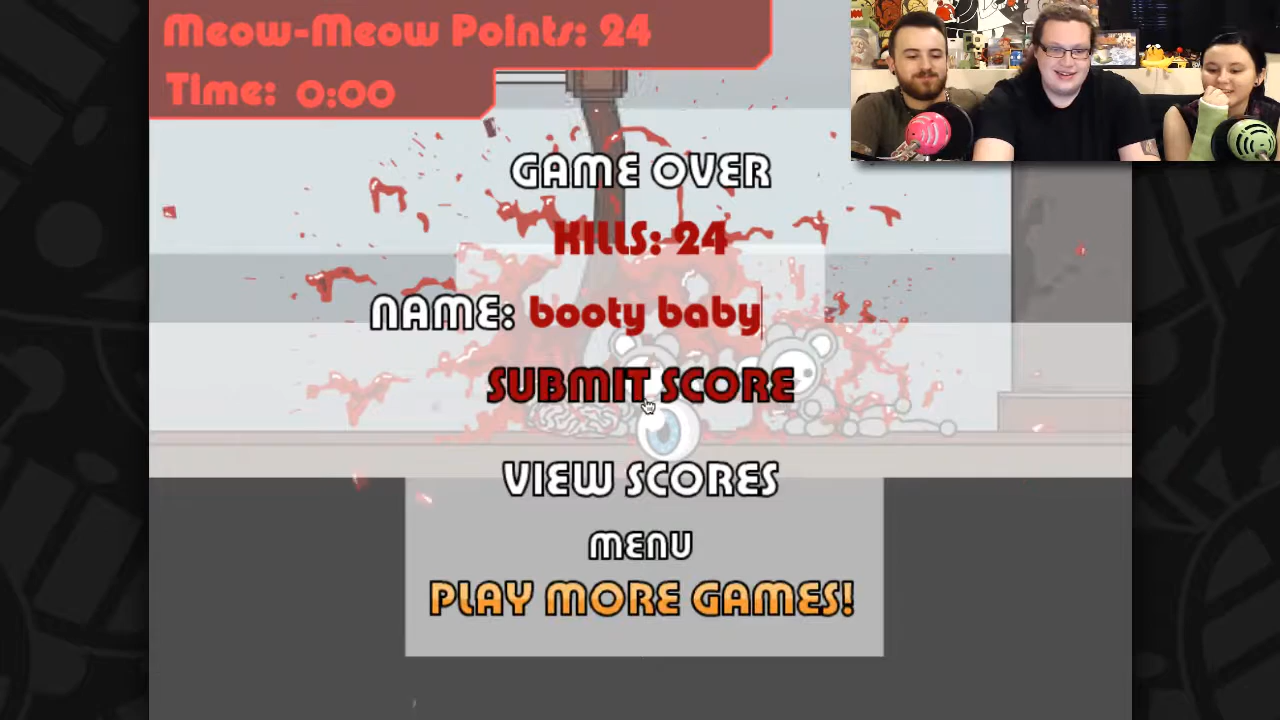 Meow-Meow Points: 24
Time: 0:00
GAME OVER
KILLS: 24
NAME: booty baby
SUBMIT SCORE
VIEW SCORES
MENU
PLAY MORE GAMES!